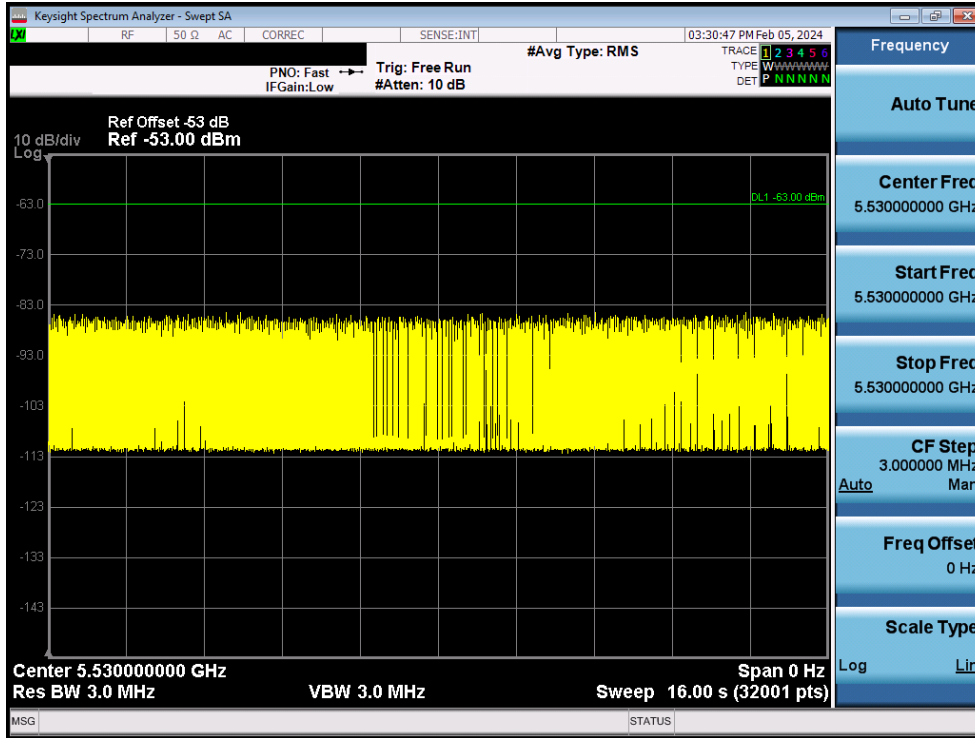 Keysight Spectrum Analyzer - Swept SA
LXI RF 50 Ω AC CORREC SENSE:INT 03:30:47 PM Feb 05, 2024
#Avg Type: RMS TRACE 1 2 3 4 5 6
PNO: Fast Trig: Free Run TYPE W
IFGain:Low #Atten: 10 dB DET P N N N N N
Ref Offset -53 dB
10 dB/div Ref -53.00 dBm
Log
DL1 -63.00 dBm
-63.0
-73.0
-83.0
-93.0
-103
-113
-123
-133
-143
Center 5.530000000 GHz Span 0 Hz
Res BW 3.0 MHz VBW 3.0 MHz Sweep 16.00 s (32001 pts)
MSG STATUS
Frequency
Auto Tune
Center Freq
5.530000000 GHz
Start Freq
5.530000000 GHz
Stop Freq
5.530000000 GHz
CF Step
3.000000 MHz
Auto Man
Freq Offset
0 Hz
Scale Type
Log Lin